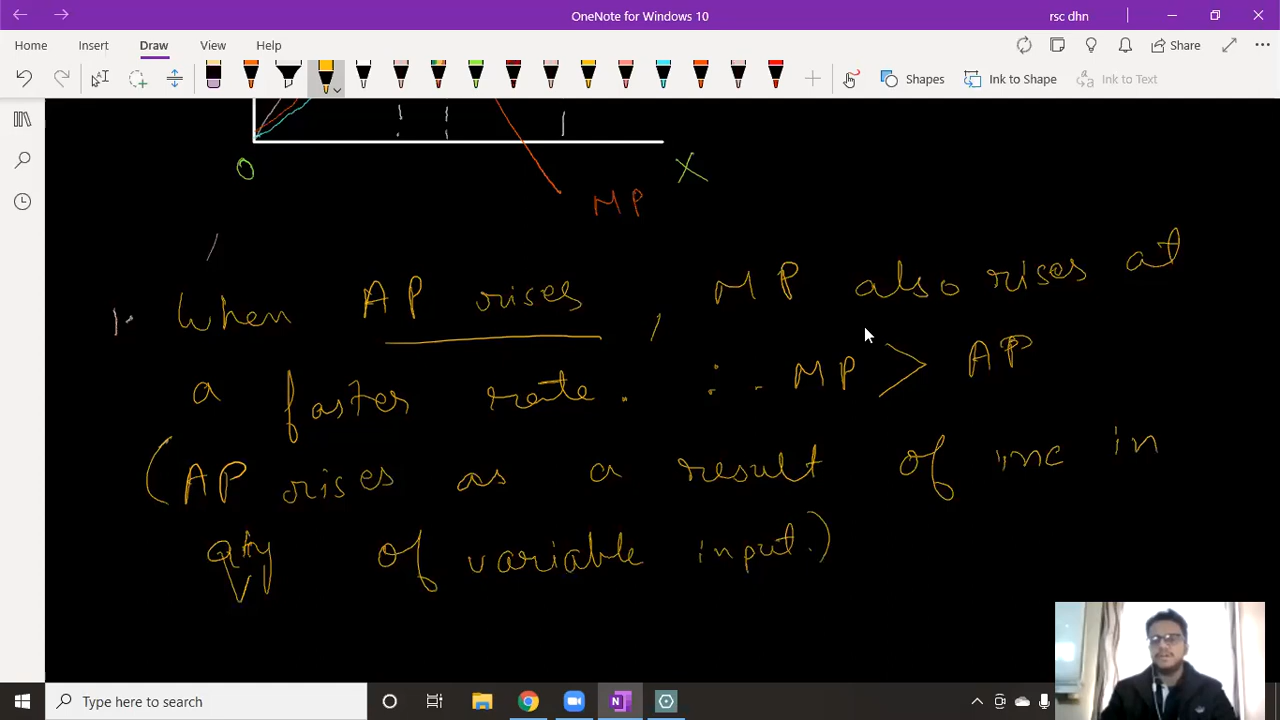 OneNote for Windows 10
rsc dhn
Home Insert Draw View Help
Share
Shapes
Ink to Shape
Ink to Text
O
X
MP
1. When AP rises, MP also rises at
a faster rate. ∴ MP > AP
(AP rises as a result of inc in
qty of variable input.)
Type here to search